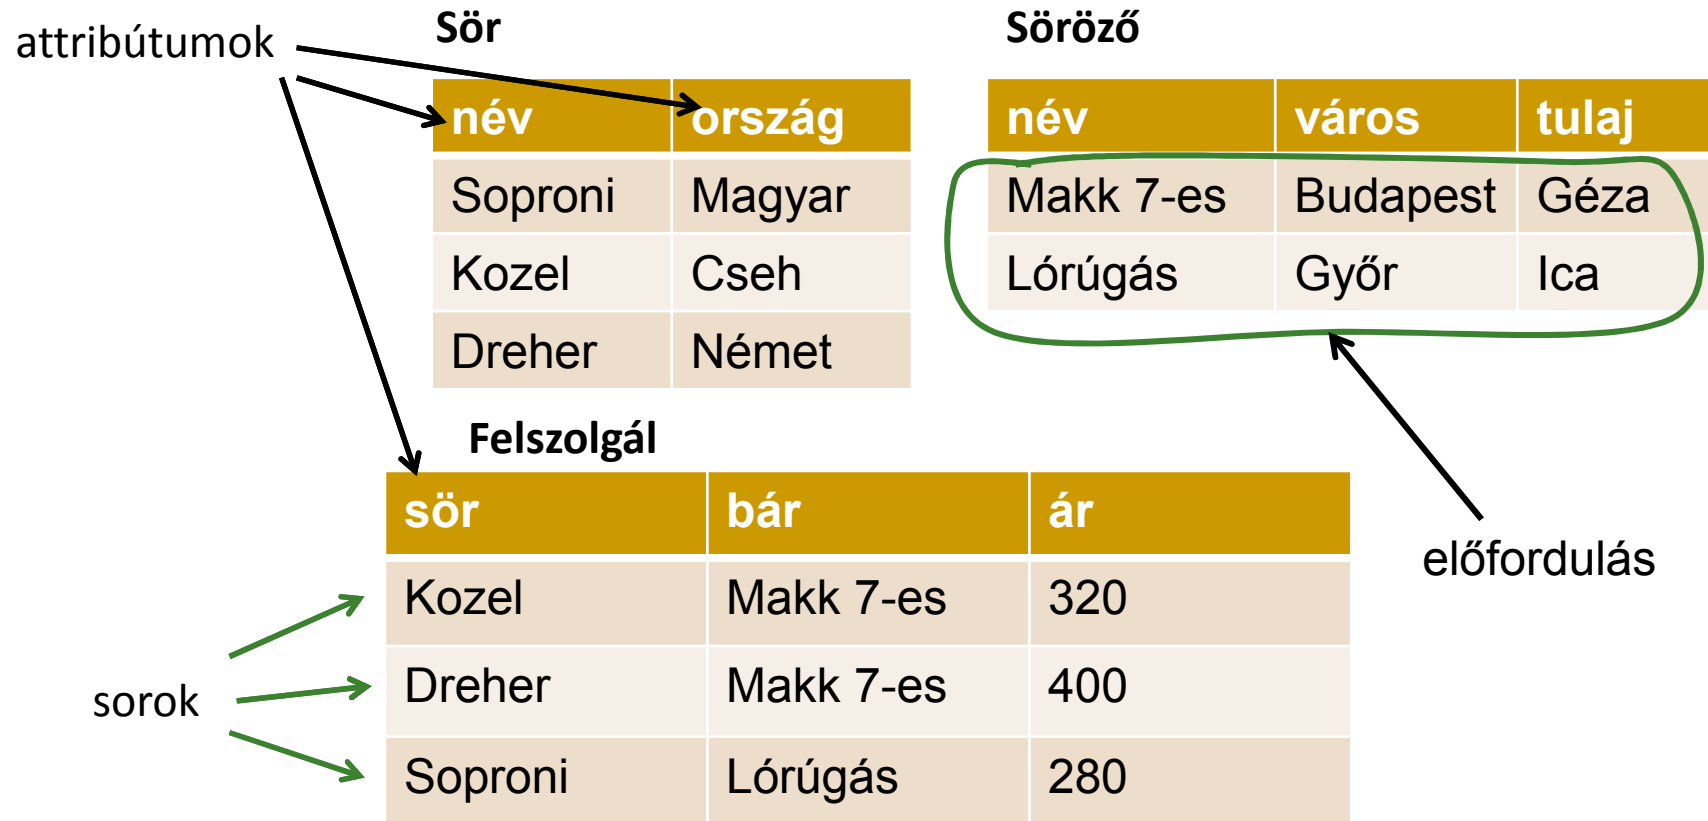 attribútumok
Sör
név ország
Soproni Magyar
Kozel Cseh
Dreher Német
Söröző
név város tulaj
Makk 7-es Budapest Géza
Lórúgás Győr Ica
előfordulás
Felszolgál
sör bár ár
Kozel Makk 7-es 320
Dreher Makk 7-es 400
Soproni Lórúgás 280
sorok